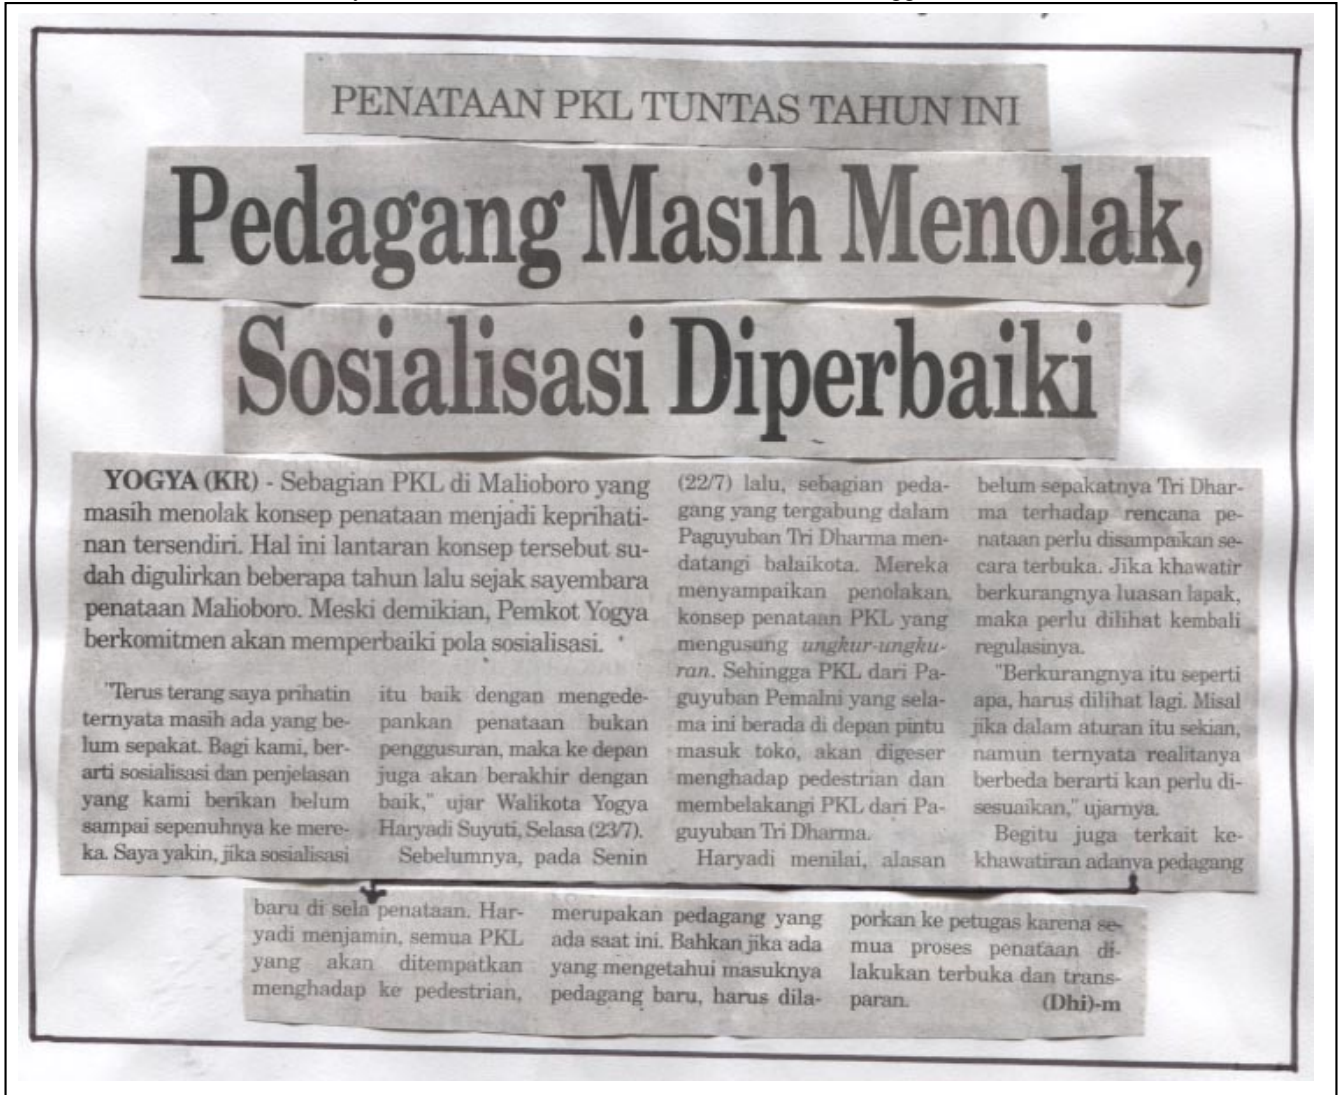 PENATAAN PKL TUNTAS TAHUN INI
Pedagang Masih Menolak,
Sosialisasi Diperbaiki
YOGYA (KR) - Sebagian PKL di Malioboro yang
masih menolak konsep penataan menjadi keprihati-
nan tersendiri. Hal ini lantaran konsep tersebut su-
dah digulirkan beberapa tahun lalu sejak sayembara
penataan Malioboro. Meski demikian, Pemkot Yogya
berkomitmen akan memperbaiki pola sosialisasi.
"Terus terang saya prihatin
ternyata masih ada yang be-
lum sepakat. Bagi kami, ber-
arti sosialisasi dan penjelasan
yang kami berikan belum
sampai sepenuhnya ke mere-
ka. Saya yakin, jika sosialisasi
itu baik dengan mengede-
pankan penataan bukan
penggusuran, maka ke depan
juga akan berakhir dengan
baik," ujar Walikota Yogya
Haryadi Suyuti, Selasa (23/7).
Sebelumnya, pada Senin
(22/7) lalu, sebagian peda-
gang yang tergabung dalam
Paguyuban Tri Dharma men-
datangi balaikota. Mereka
menyampaikan penolakan
konsep penataan PKL yang
mengusung ungkur-ungku-
ran. Sehingga PKL dari Pa-
guyuban Pemalni yang sela-
ma ini berada di depan pintu
masuk toko, akan digeser
menghadap pedestrian dan
membelakangi PKL dari Pa-
guyuban Tri Dharma.
Haryadi menilai, alasan
belum sepakatnya Tri Dhar-
ma terhadap rencana pe-
nataan perlu disampaikan se-
cara terbuka. Jika khawatir
berkurangnya luasan lapak,
maka perlu dilihat kembali
regulasinya.
"Berkurangnya itu seperti
apa, harus dilihat lagi. Misal
jika dalam aturan itu sekian,
namun ternyata realitanya
berbeda berarti kan perlu di-
sesuaikan," ujarnya.
Begitu juga terkait ke-
khawatiran adanya pedagang
baru di sela penataan. Har-
yadi menjamin, semua PKL
yang akan ditempatkan
menghadap ke pedestrian,
merupakan pedagang yang
ada saat ini. Bahkan jika ada
yang mengetahui masuknya
pedagang baru, harus dila-
porkan ke petugas karena se-
mua proses penataan di-
lakukan terbuka dan trans-
paran. (Dhi)-m